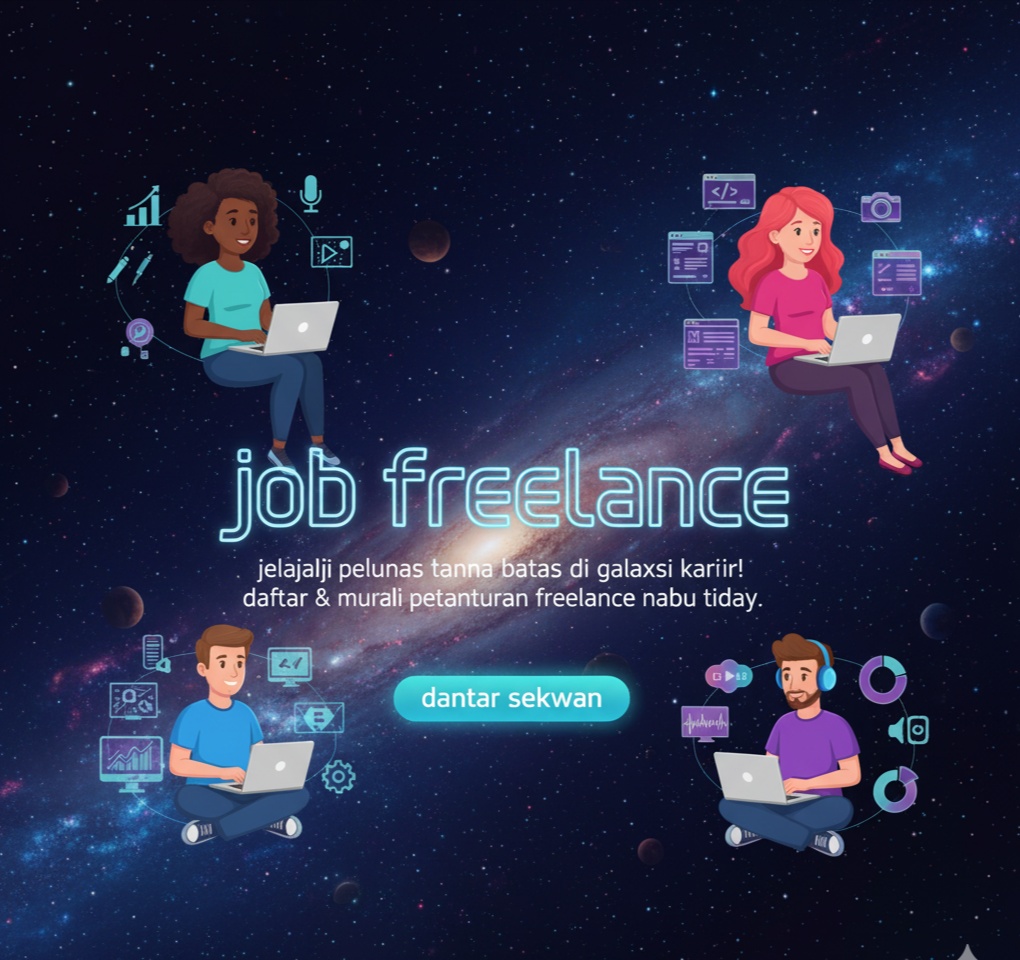 </>
job freelance
jelajalji pelunas tanna batas di galaxsi kariir!
daftar & murali petanturan freelance nabu tiday.
dantar sekwan